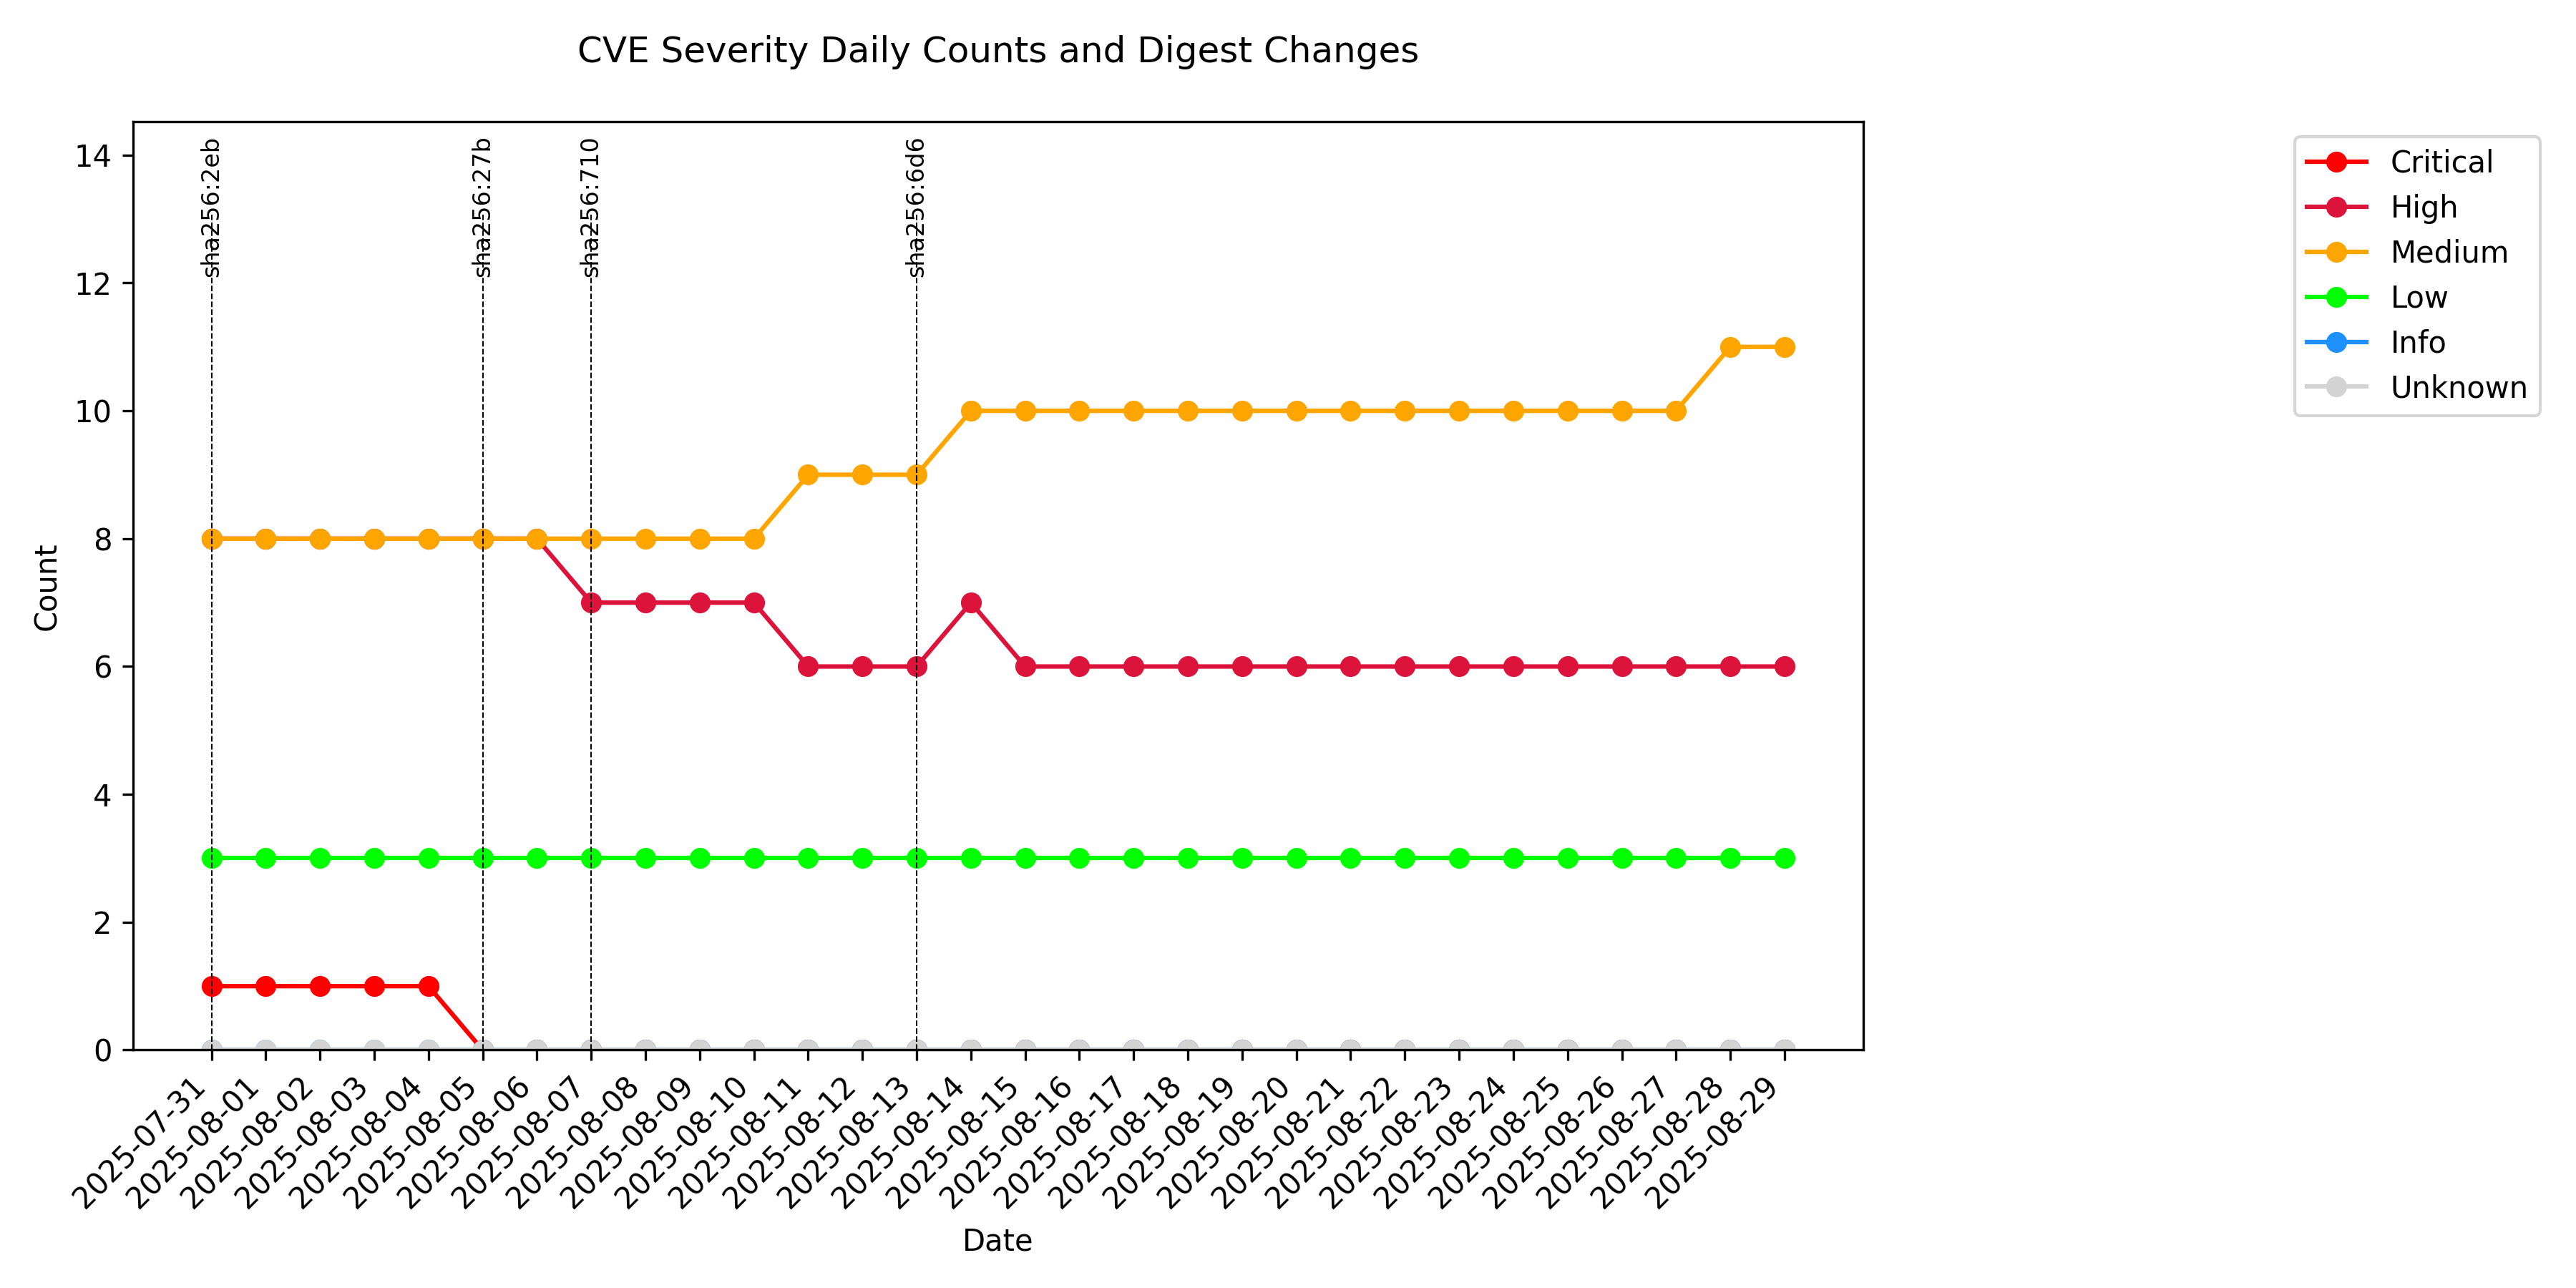 CVE Severity Daily Counts and Digest Changes
sha256:2eb
sha256:27b
sha256:710
sha256:6d6
14
12
10
8
6
4
2
0
Count
2025-07-31
2025-08-01
2025-08-02
2025-08-03
2025-08-04
2025-08-05
2025-08-06
2025-08-07
2025-08-08
2025-08-09
2025-08-10
2025-08-11
2025-08-12
2025-08-13
2025-08-14
2025-08-15
2025-08-16
2025-08-17
2025-08-18
2025-08-19
2025-08-20
2025-08-21
2025-08-22
2025-08-23
2025-08-24
2025-08-25
2025-08-26
2025-08-27
2025-08-28
2025-08-29
Date
Critical
High
Medium
Low
Info
Unknown